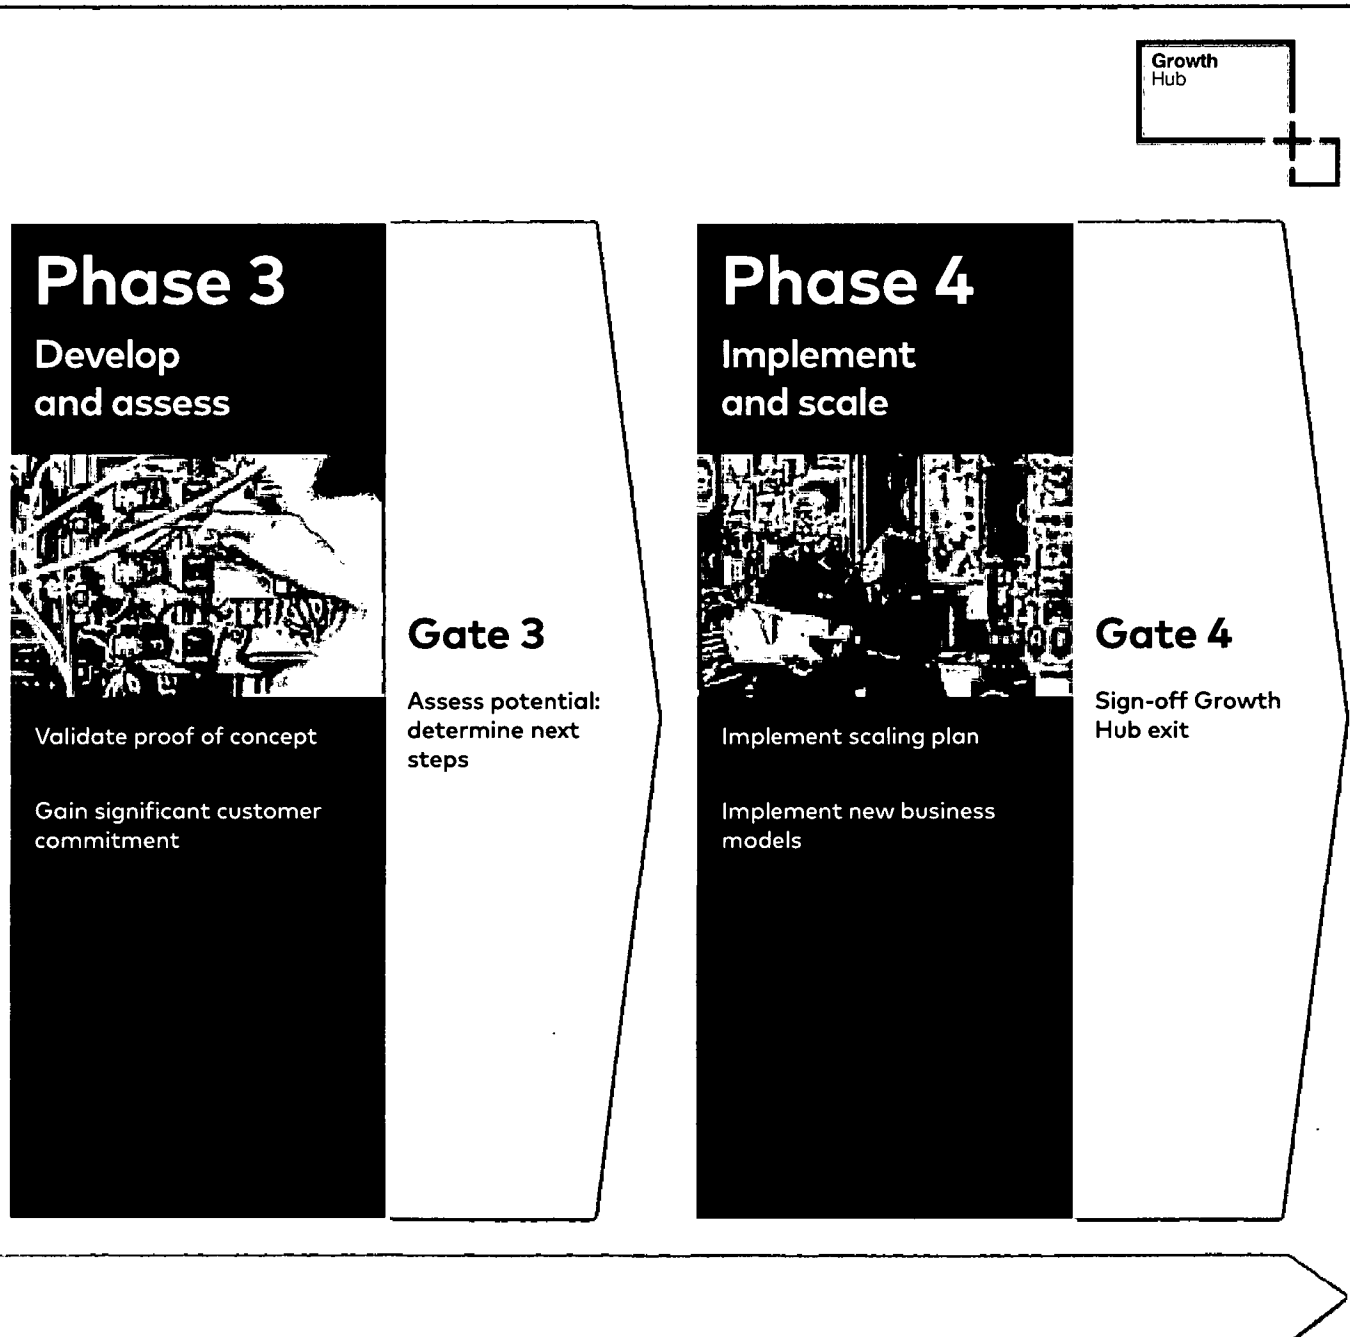 Growth
Hub
Phase 3
Develop
and assess
Validate proof of concept
Gain significant customer
commitment
Gate 3
Assess potential:
determine next
steps
Phase 4
Implement
and scale
Implement scaling plan
Implement new business
models
Gate 4
Sign-off Growth
Hub exit